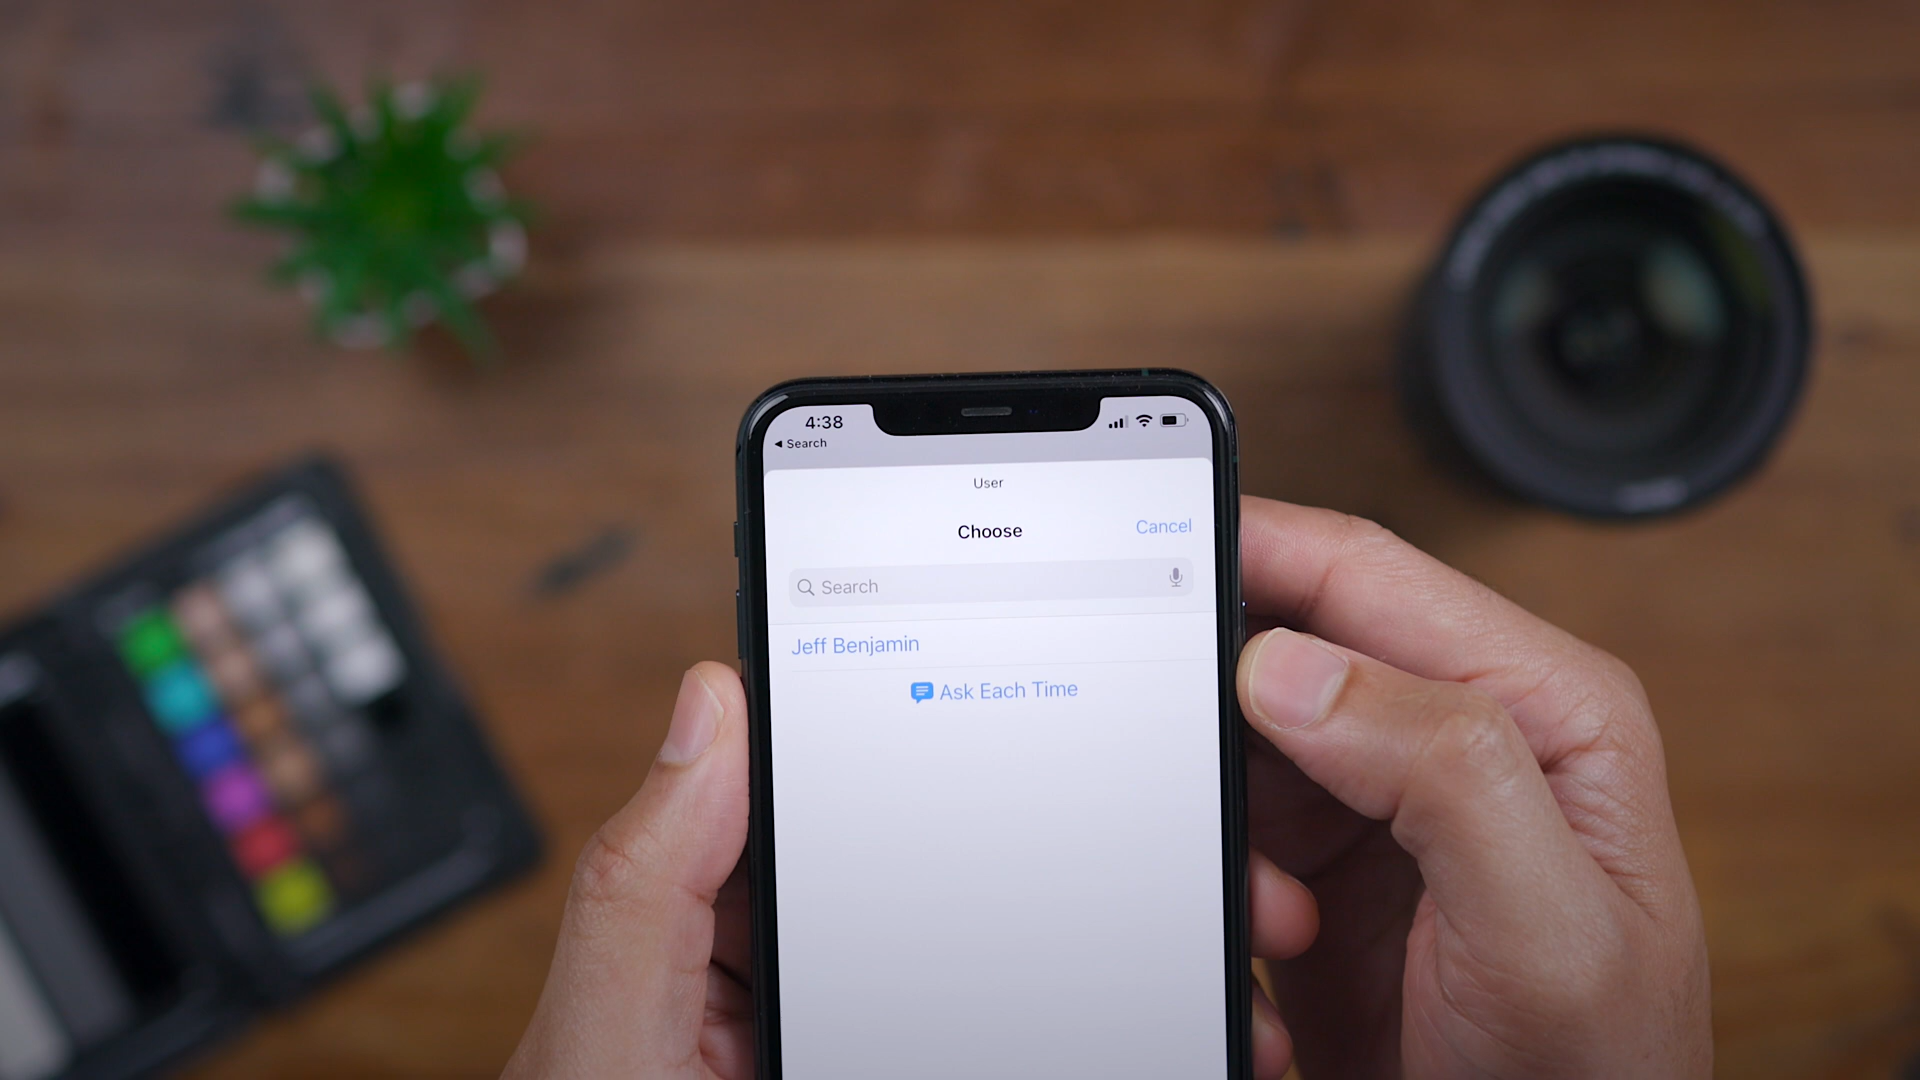 4:38
◀ Search
User
Choose
Cancel
Search
Jeff Benjamin
Ask Each Time